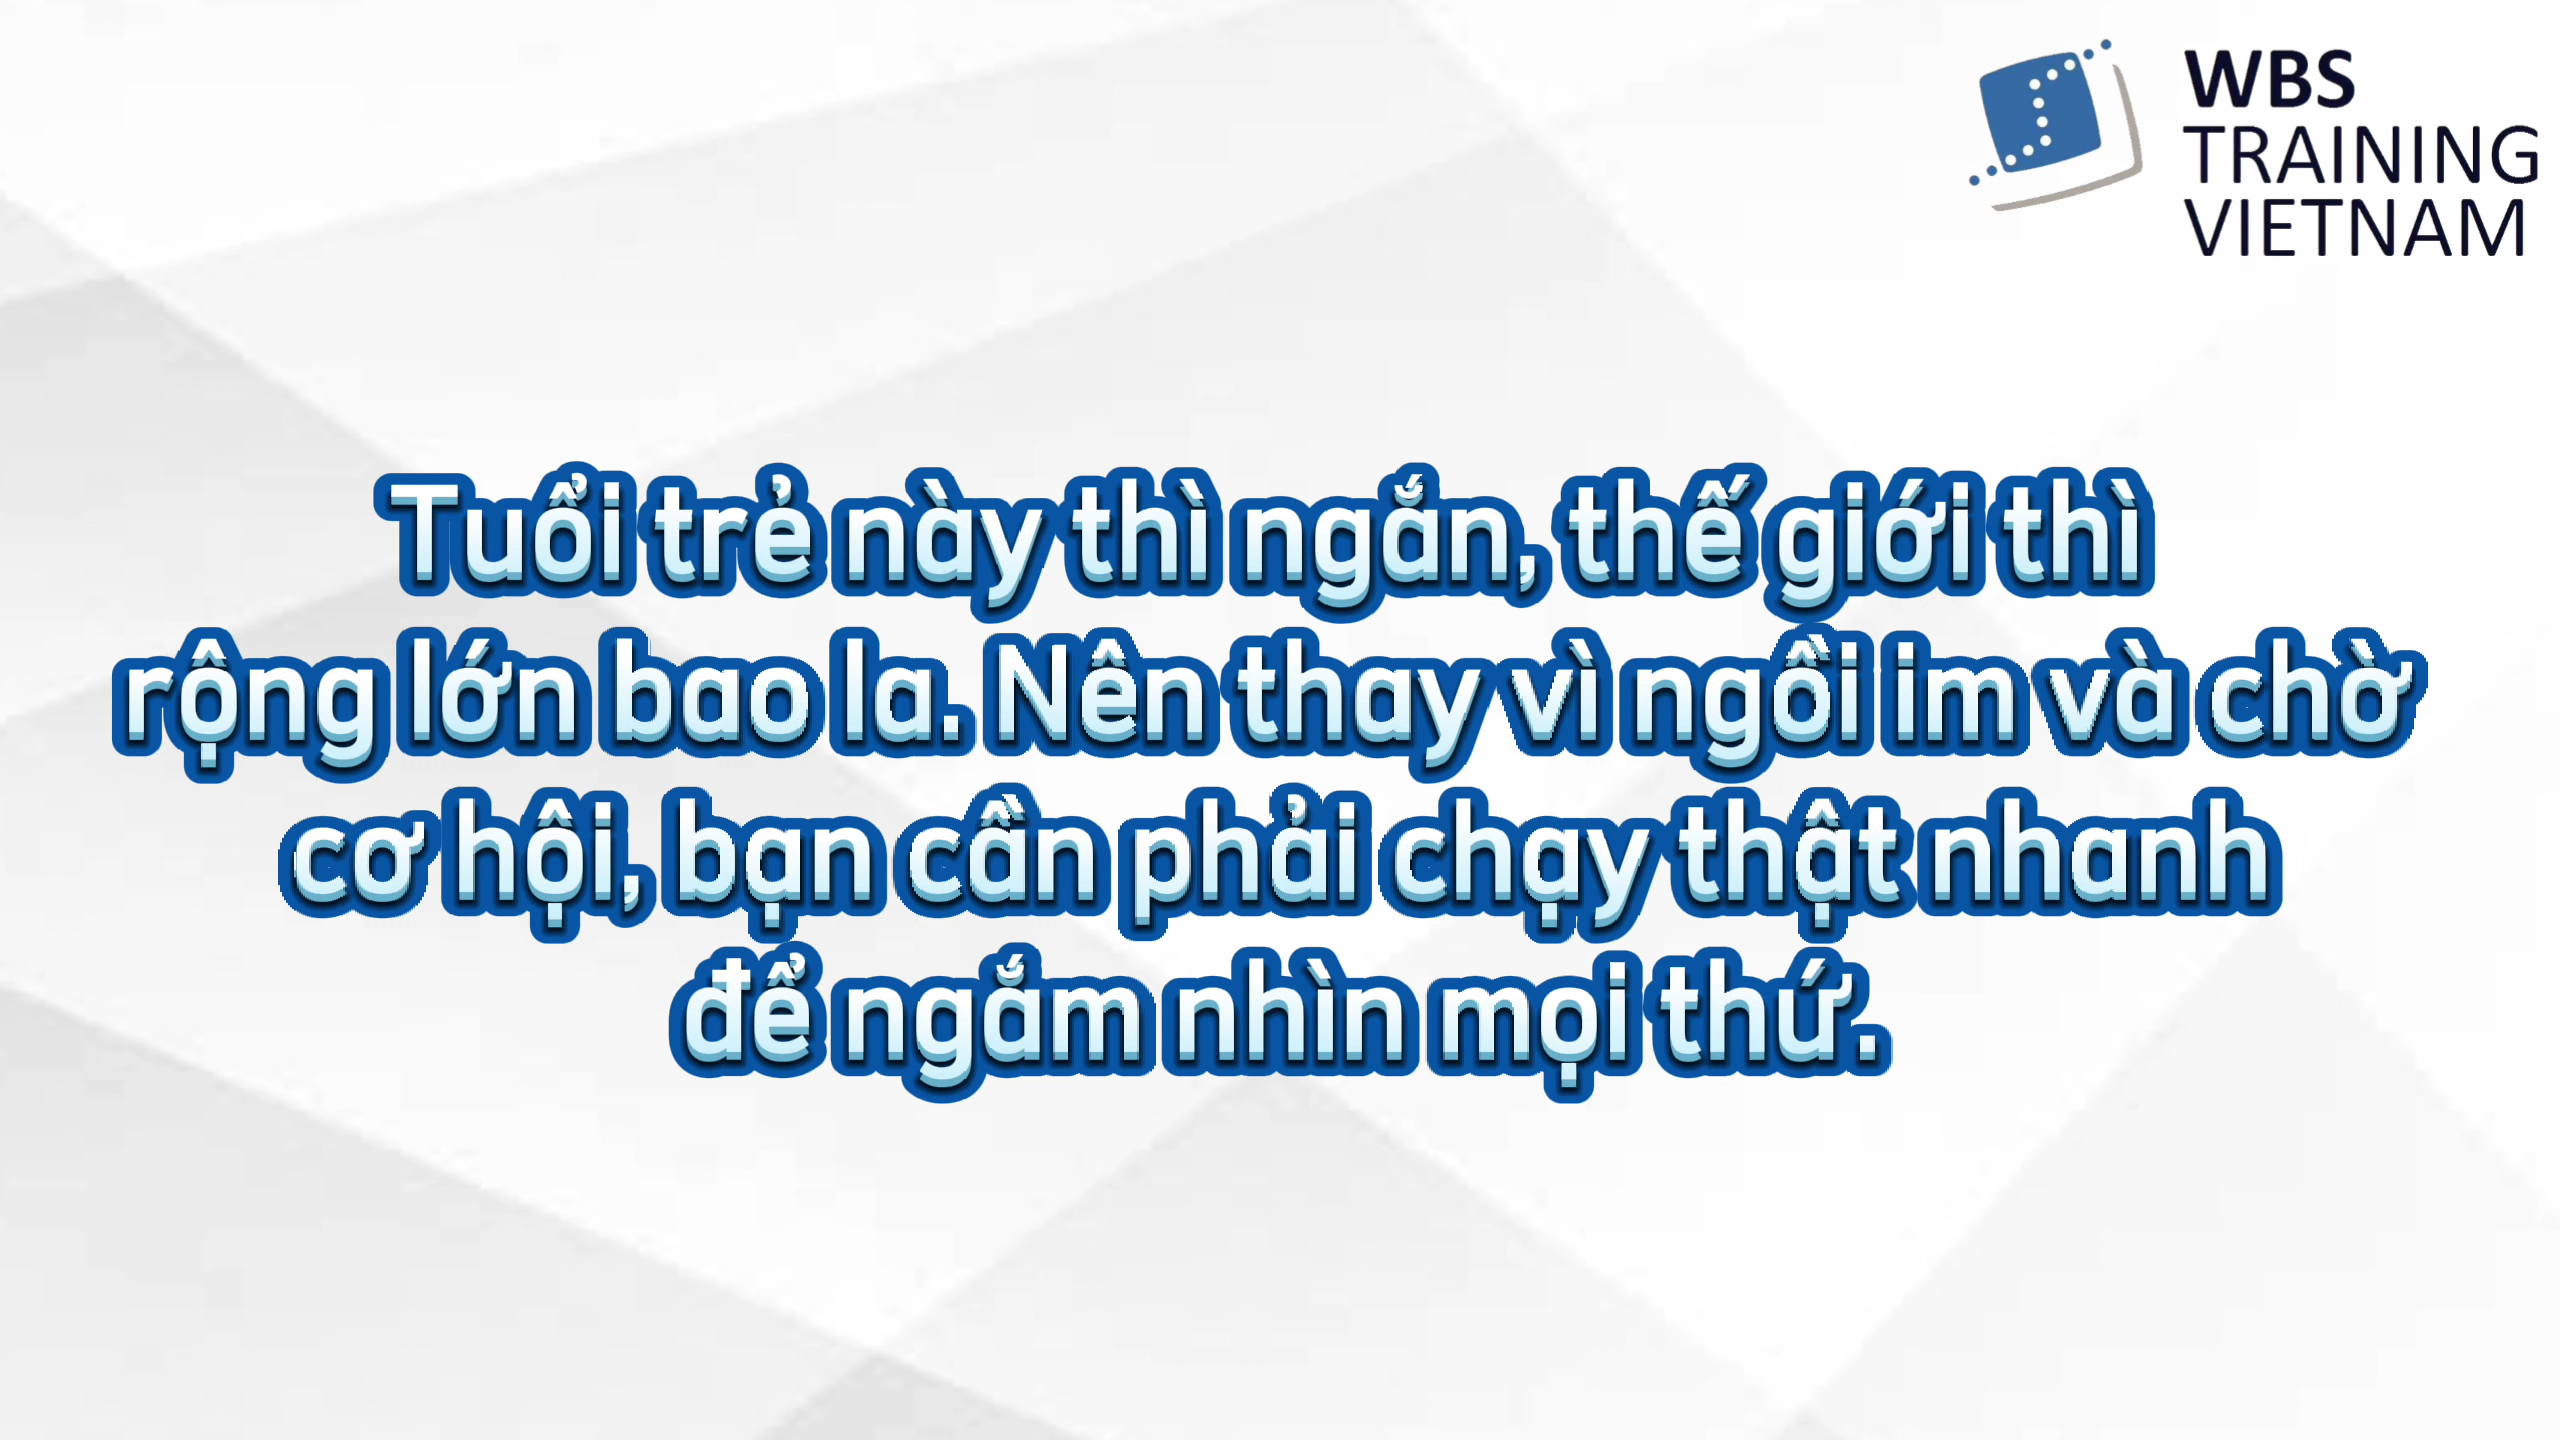 WBS
TRAINING
VIETNAM
Tuổi trẻ này thì ngắn, thế giới thì
rộng lớn bao la. Nên thay vì ngồi im và chờ
cơ hội, bạn cần phải chạy thật nhanh
để ngắm nhìn mọi thứ.